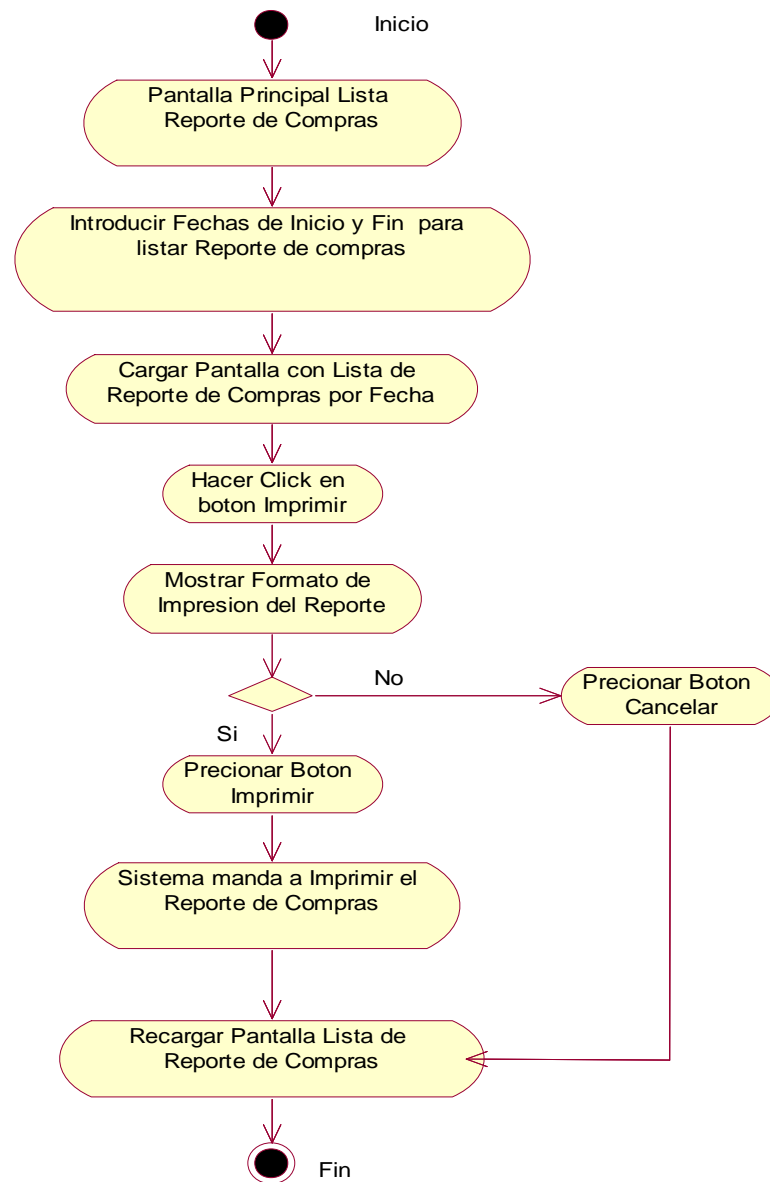 Inicio
Pantalla Principal Lista
Reporte de Compras
Introducir Fechas de Inicio y Fin para
listar Reporte de compras
Cargar Pantalla con Lista de
Reporte de Compras por Fecha
Hacer Click en
boton Imprimir
Mostrar Formato de
Impresion del Reporte
No
Precionar Boton
Cancelar
Si
Precionar Boton
Imprimir
Sistema manda a Imprimir el
Reporte de Compras
Recargar Pantalla Lista de
Reporte de Compras
Fin